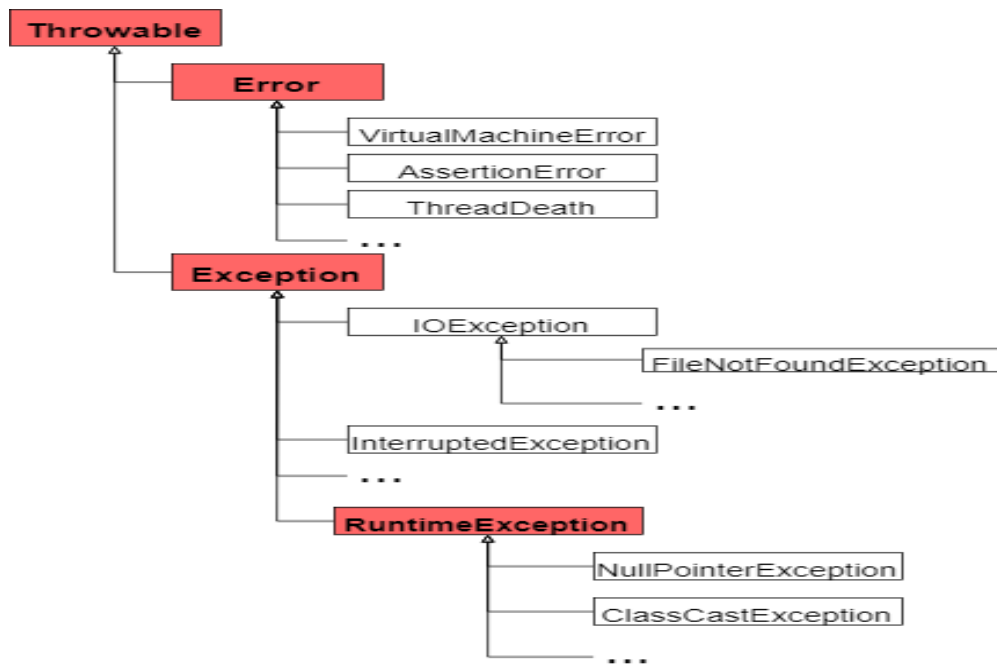 Throwable
Error
VirtualMachineError
AssertionError
ThreadDeath
...
Exception
IOException
FileNotFoundException
...
InterruptedException
...
RuntimeException
NullPointerException
ClassCastException
...